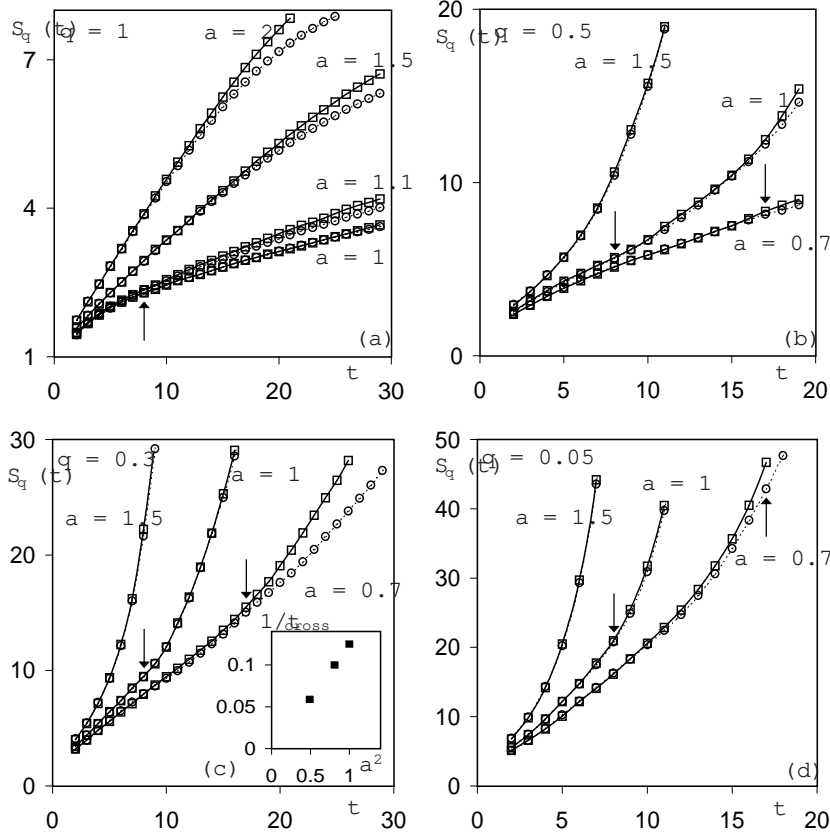 S_q (t) q = 1
a = 2
a = 1.5
a = 1.1
a = 1
(a)
7
4
1
0 10 20 30
t
S_q (t) q = 0.5
a = 1.5
a = 1
a = 0.7
(b)
20
10
0
0 5 10 15 20
t
S_q (t) q = 0.3
a = 1.5
a = 1
a = 0.7
30
20
10
0
1/t_cross
0.1
0.05
0
0 0.5 1 a^2
(c)
0 10 20 30
t
S_q (t) q = 0.05
a = 1.5
a = 1
a = 0.7
(d)
50
40
30
20
10
0
0 5 10 15 20
t